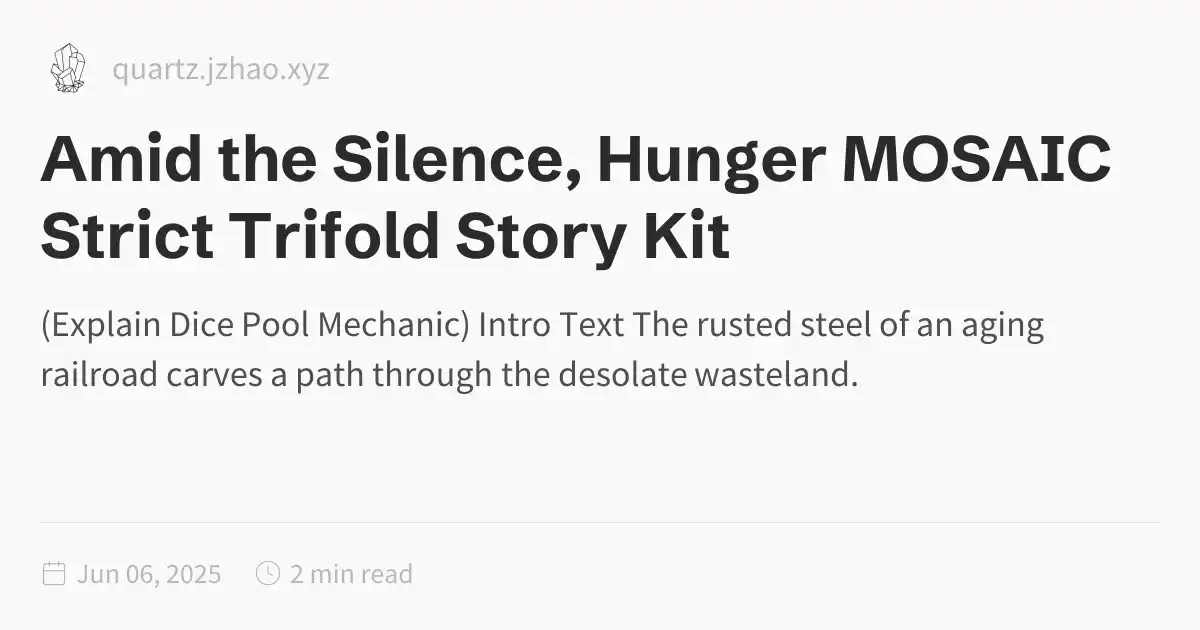 quartz.jzhao.xyz
Amid the Silence, Hunger MOSAIC
Strict Trifold Story Kit
(Explain Dice Pool Mechanic) Intro Text The rusted steel of an aging
railroad carves a path through the desolate wasteland.
Jun 06, 2025 2 min read